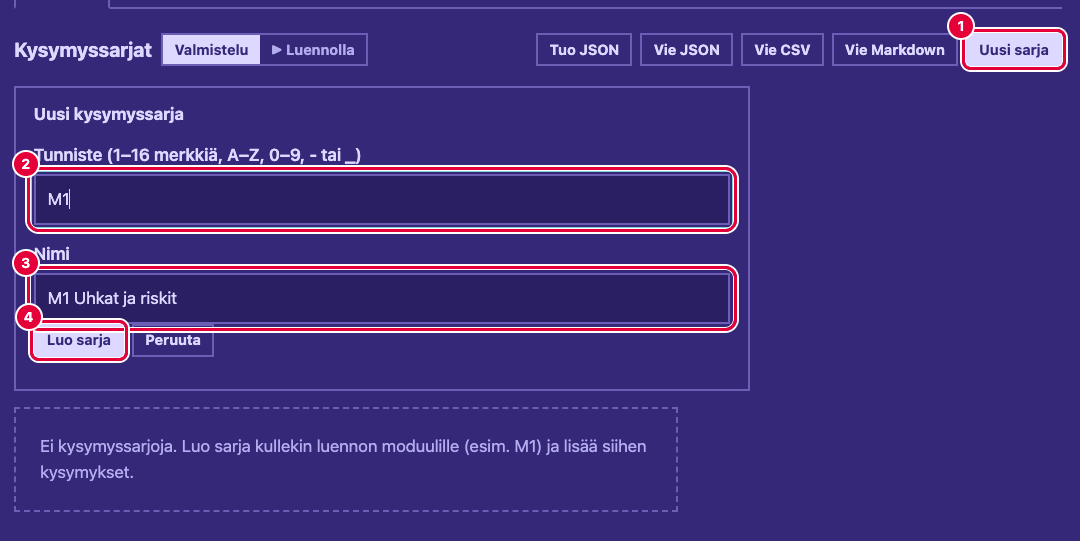 Kysymyssarjat Valmistelu ▶ Luennolla Tuo JSON Vie JSON Vie CSV Vie Markdown 1 Uusi sarja
Uusi kysymyssarja
2 Tunniste (1–16 merkkiä, A–Z, 0–9, - tai _)
M1
3 Nimi
M1 Uhkat ja riskit
4 Luo sarja Peruuta
Ei kysymyssarjoja. Luo sarja kullekin luennon moduulille (esim. M1) ja lisää siihen
kysymykset.